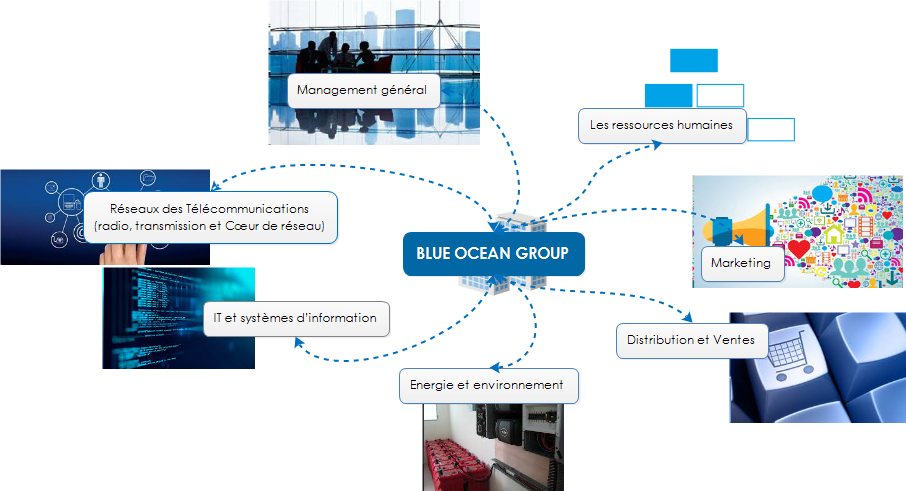 Management général
Les ressources humaines
Réseaux des Télécommunications
(radio, transmission et Cœur de réseau)
BLUE OCEAN GROUP
Marketing
IT et systèmes d'information
Distribution et Ventes
Energie et environnement